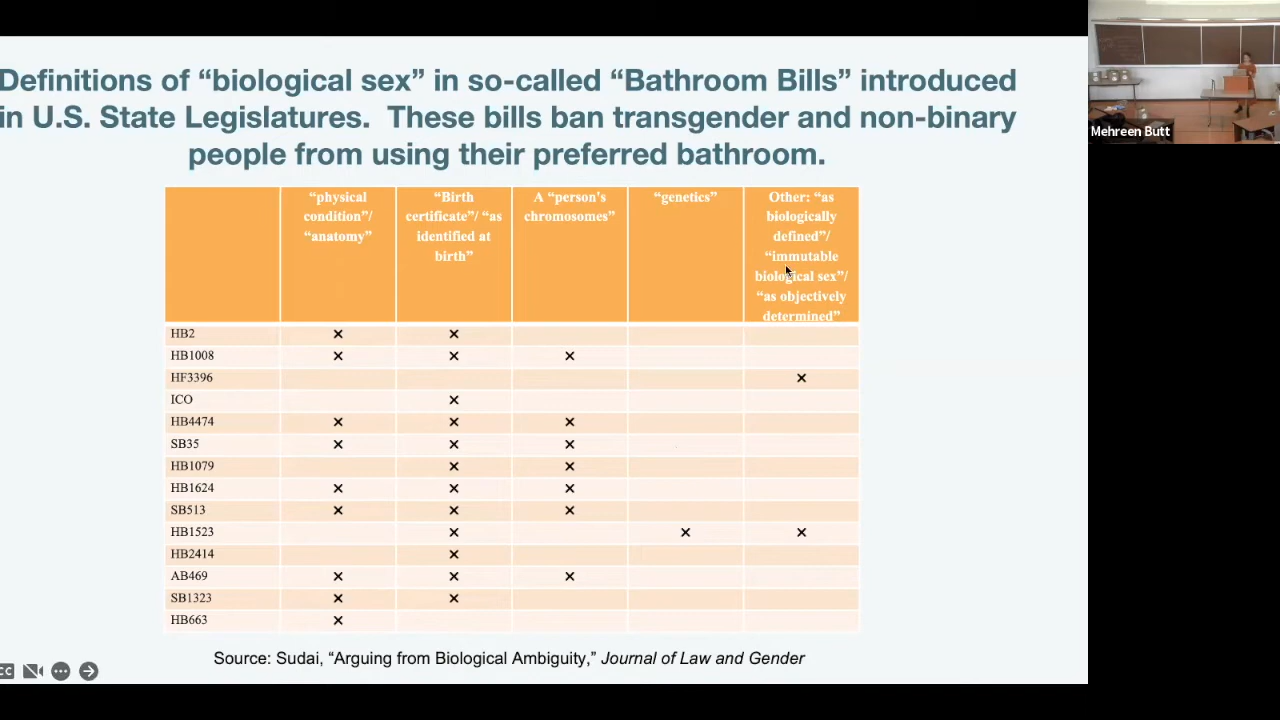 Definitions of “biological sex” in so-called “Bathroom Bills” introduced
in U.S. State Legislatures.  These bills ban transgender and non-binary
people from using their preferred bathroom.
Mehreen Butt
“physical condition”/ “anatomy”
“Birth certificate”/ “as identified at birth”
A “person's chromosomes”
“genetics”
Other: “as biologically defined”/ “immutable biological sex”/ “as objectively determined”
HB2 × ×
HB1008 × × ×
HF3396 ×
ICO ×
HB4474 × × ×
SB35 × × ×
HB1079 × ×
HB1624 × × ×
SB513 × × ×
HB1523 × × ×
HB2414 ×
AB469 × × ×
SB1323 × ×
HB663 ×
Source: Sudai, “Arguing from Biological Ambiguity,” Journal of Law and Gender
CC